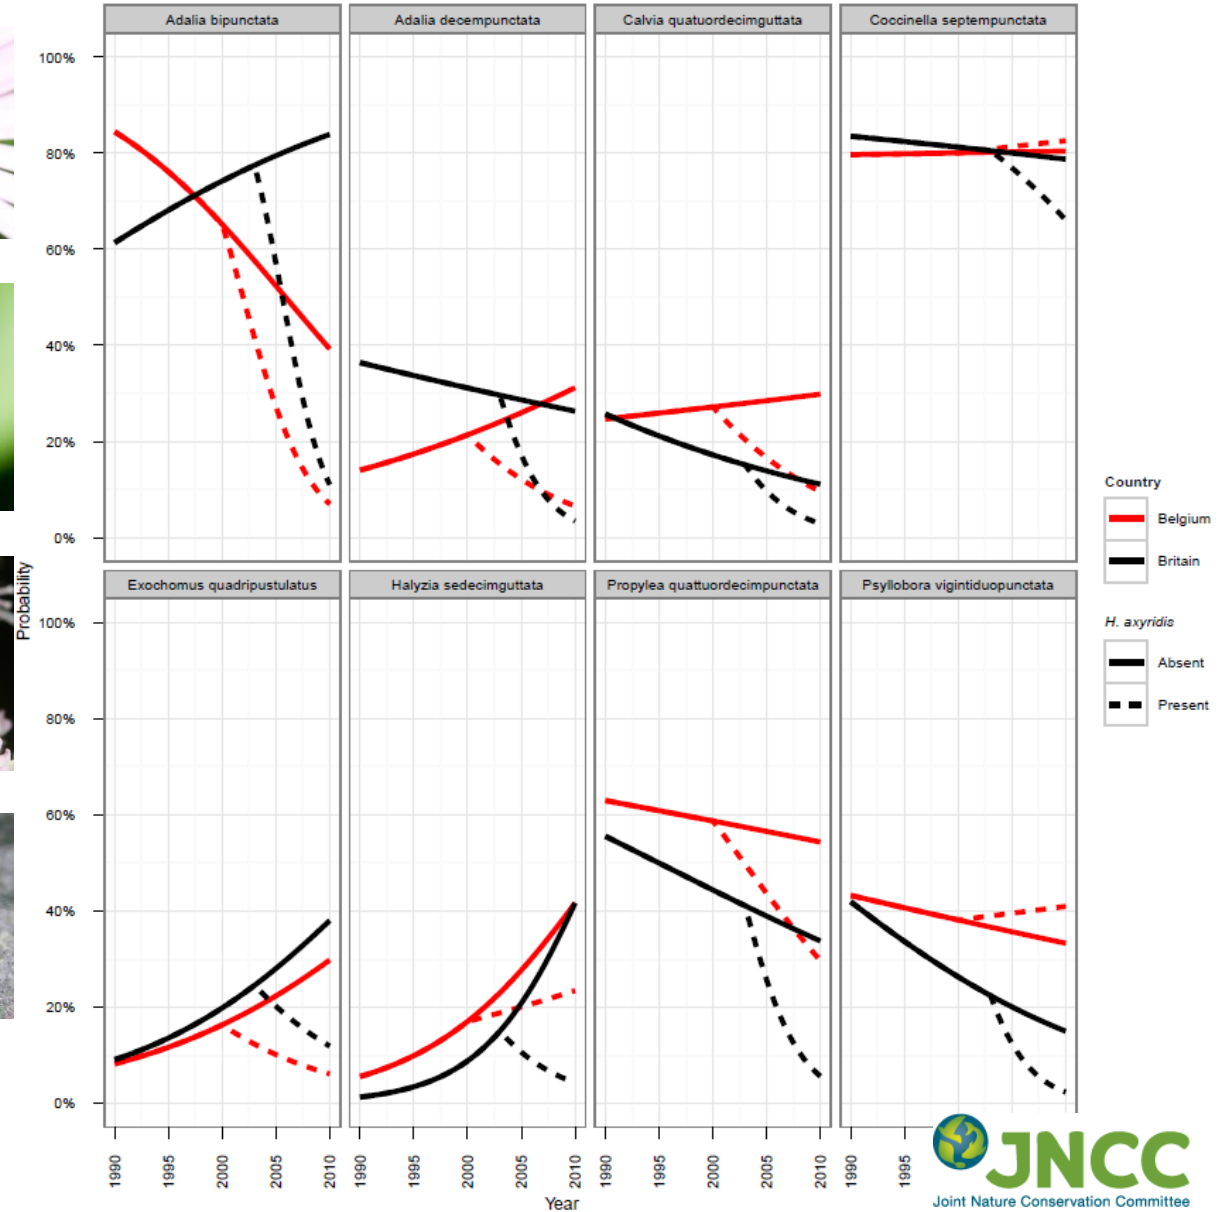 Adalia bipunctata
Adalia decempunctata
Calvia quatuordecimguttata
Coccinella septempunctata
100%
80%
60%
40%
20%
0%
Probability
Exochomus quadripustulatus
Halyzia sedecimguttata
Propylea quattuordecimpunctata
Psyllobora vigintiduopunctata
100%
80%
60%
40%
20%
0%
1990
1995
2000
2005
2010
1990
1995
2000
2005
2010
1990
1995
2000
2005
2010
1990
1995
Year
Country
Belgium
Britain
H. axyridis
Absent
Present
JNCC
Joint Nature Conservation Committee